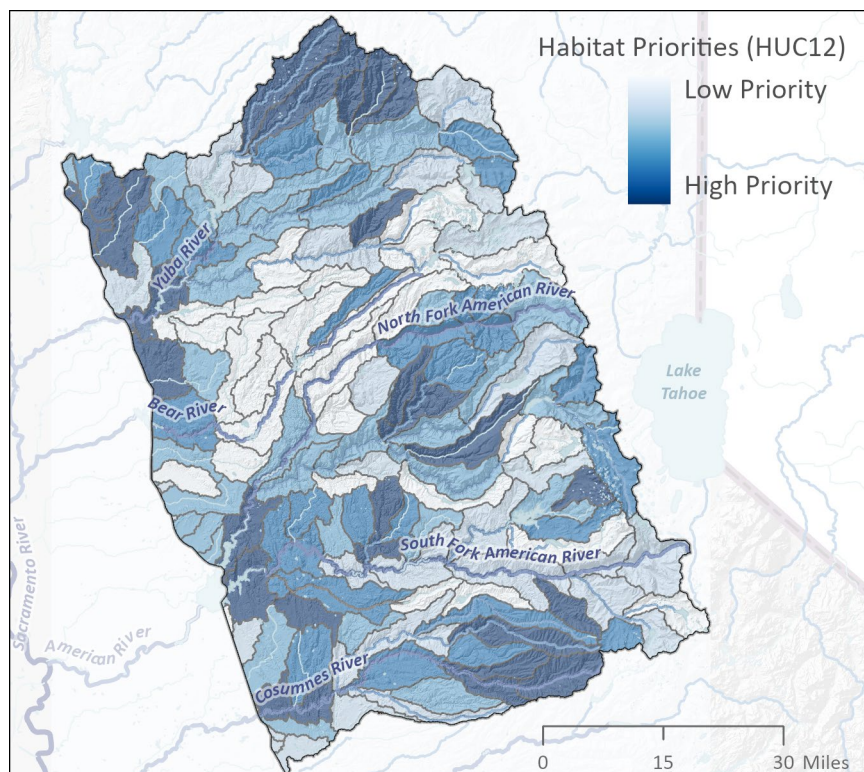 Habitat Priorities (HUC12)
Low Priority
High Priority
Yuba River
North Fork American River
Lake
Tahoe
Bear River
South Fork American River
Sacramento River
American River
Cosumnes River
0 15 30 Miles